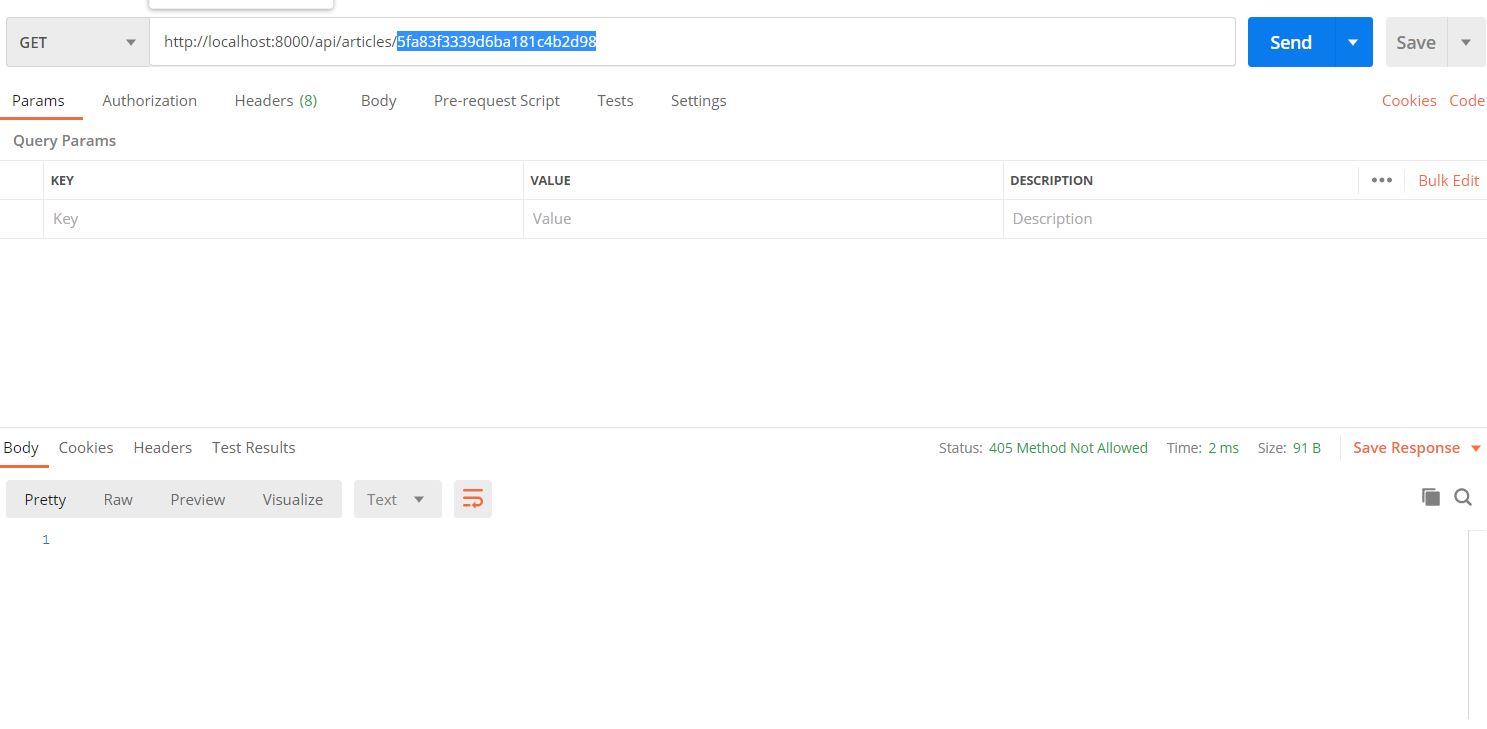 GET http://localhost:8000/api/articles/5fa83f3339d6ba181c4b2d98 Send Save
Params Authorization Headers (8) Body Pre-request Script Tests Settings Cookies Code
Query Params
KEY VALUE DESCRIPTION ••• Bulk Edit
Key Value Description
Body Cookies Headers Test Results Status: 405 Method Not Allowed Time: 2 ms Size: 91 B Save Response
Pretty Raw Preview Visualize Text
1